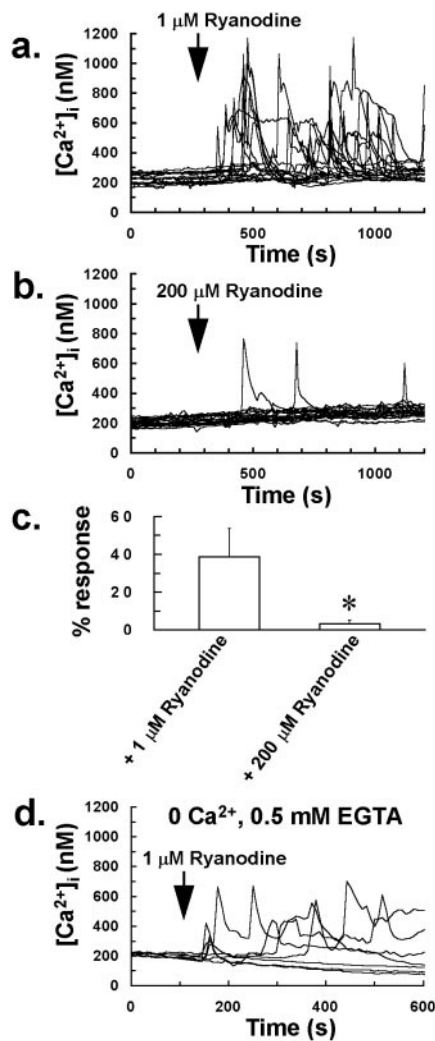 a.
1 µM Ryanodine
[Ca²⁺]ᵢ (nM)
1200
1000
800
600
400
200
0
0
500
1000
Time (s)
b.
200 µM Ryanodine
[Ca²⁺]ᵢ (nM)
1200
1000
800
600
400
200
0
0
500
1000
Time (s)
c.
% response
60
40
20
0
*
+ 1 µM Ryanodine
+ 200 µM Ryanodine
d.
0 Ca²⁺, 0.5 mM EGTA
1 µM Ryanodine
[Ca²⁺]ᵢ (nM)
1200
1000
800
600
400
200
0
0
200
400
600
Time (s)